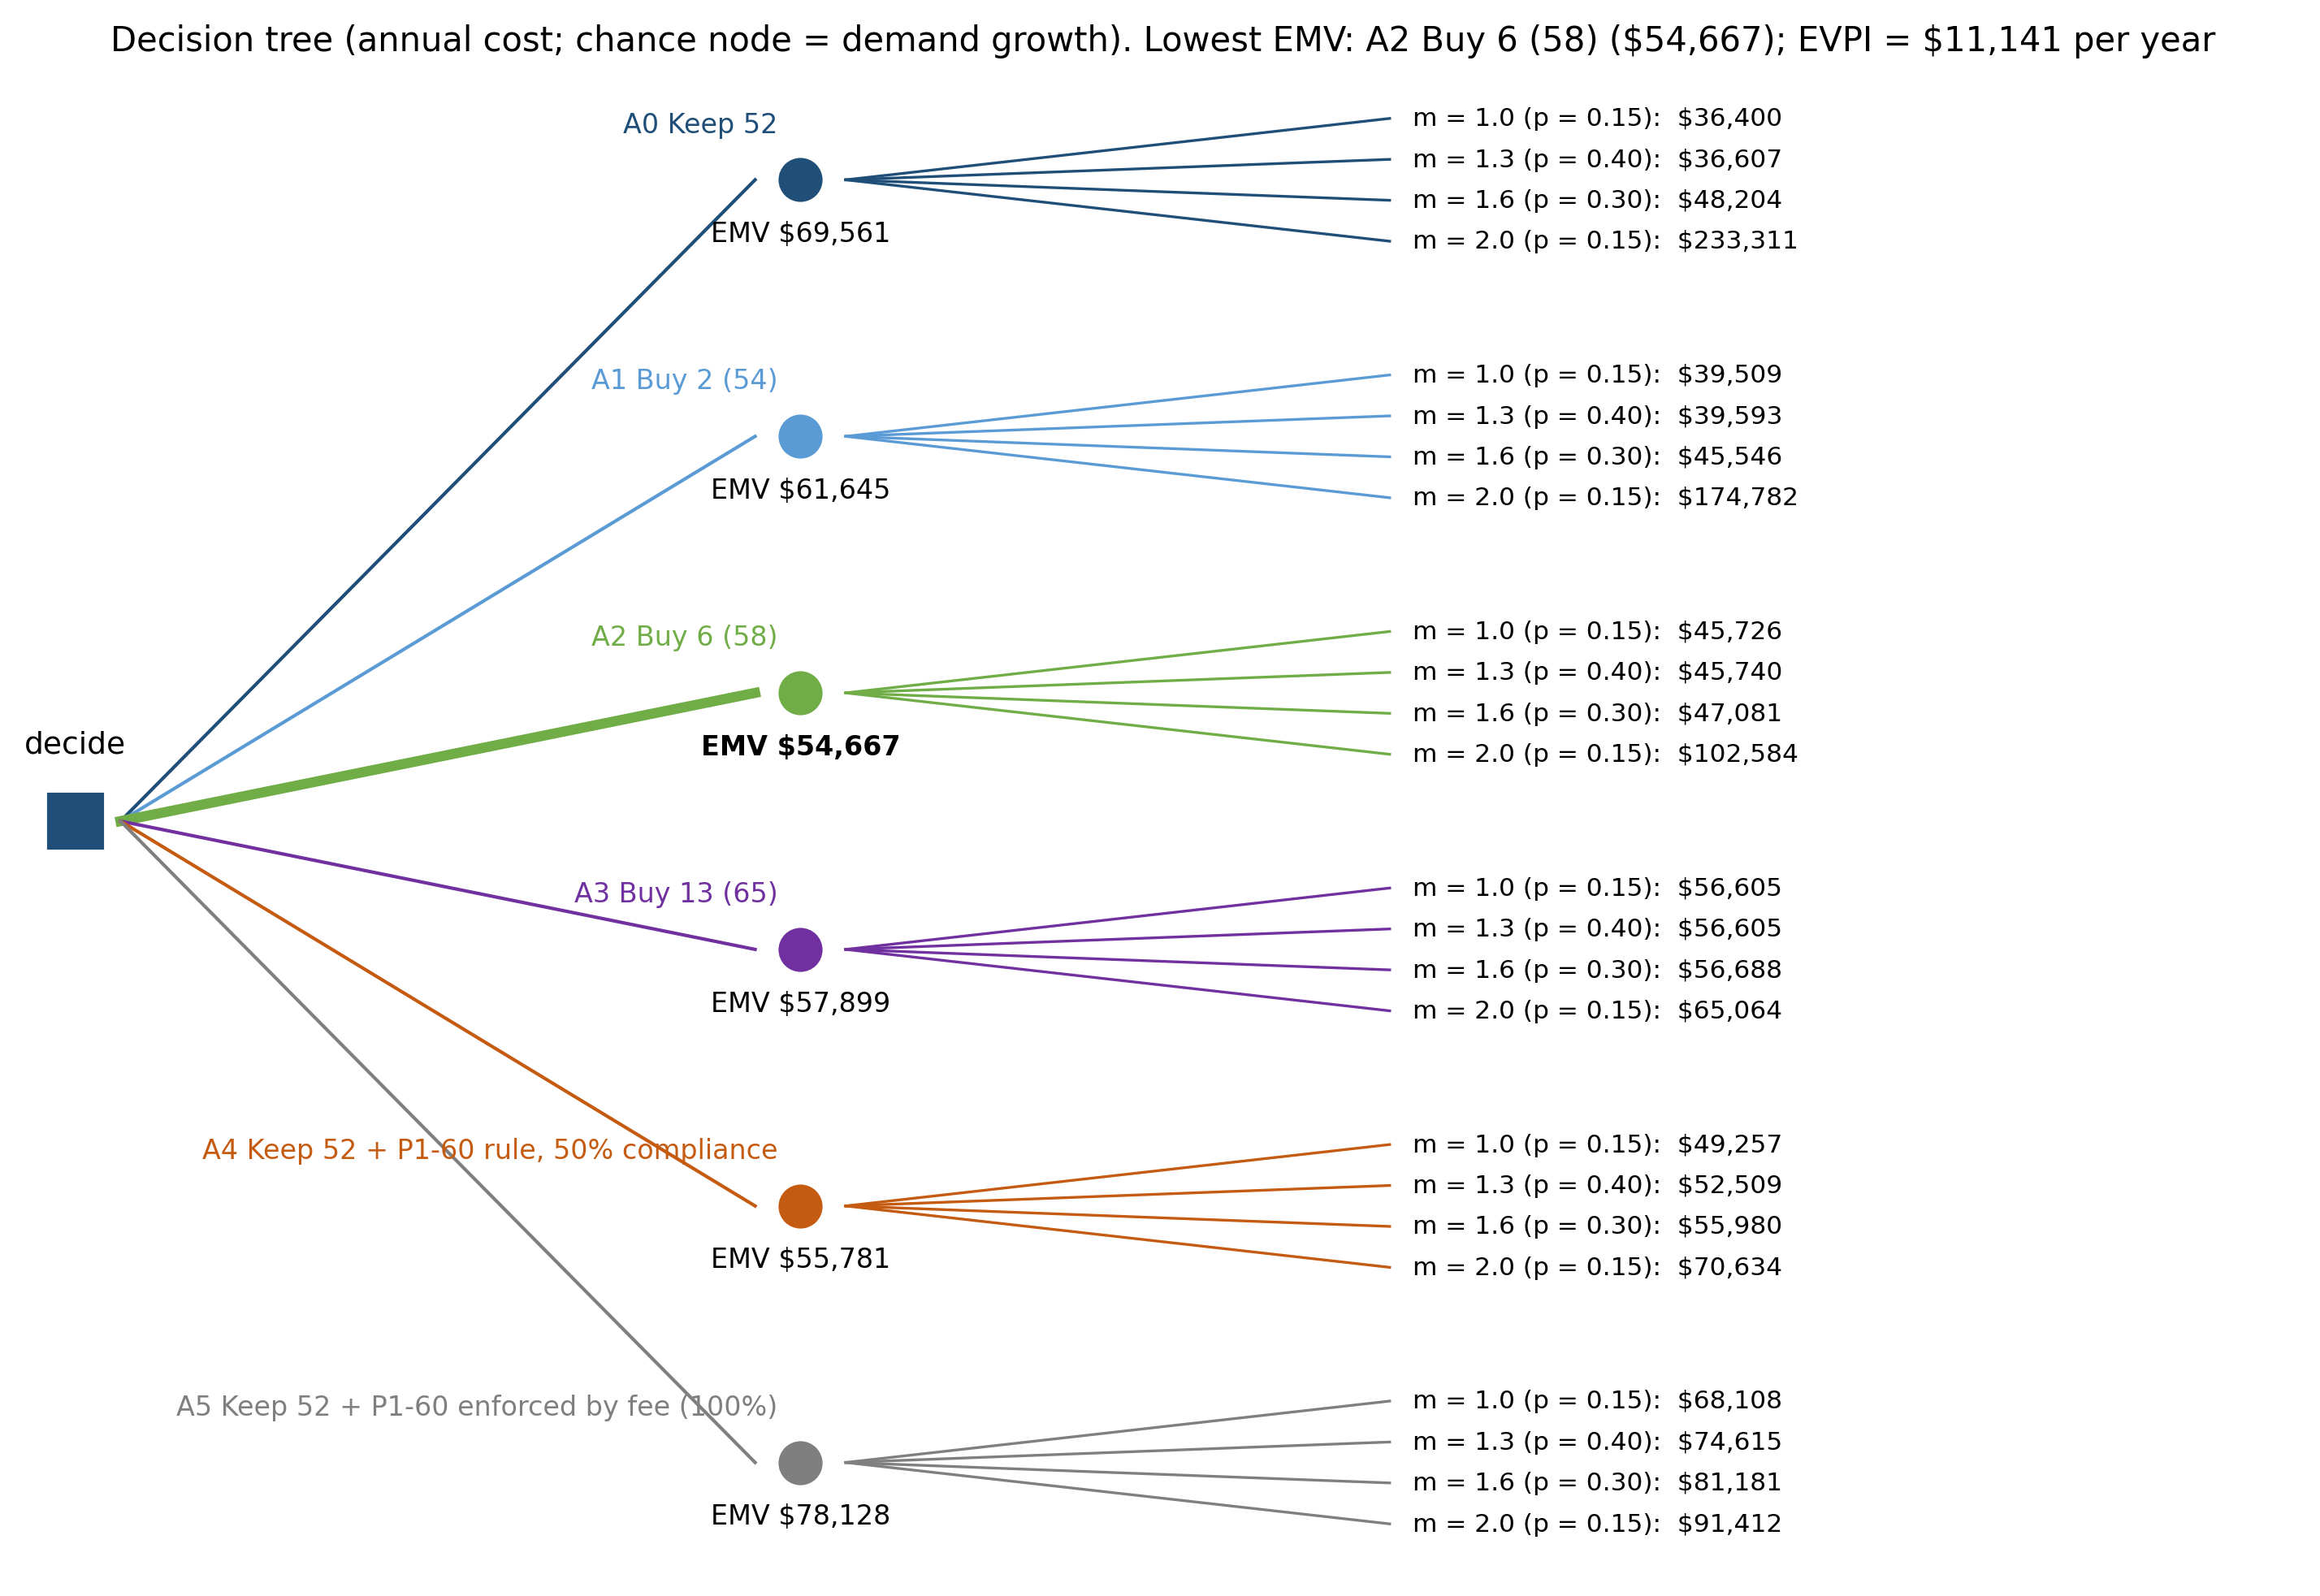 Decision tree (annual cost; chance node = demand growth). Lowest EMV: A2 Buy 6 (58) ($54,667); EVPI = $11,141 per year
A0 Keep 52
EMV $69,561
m = 1.0 (p = 0.15): $36,400
m = 1.3 (p = 0.40): $36,607
m = 1.6 (p = 0.30): $48,204
m = 2.0 (p = 0.15): $233,311
A1 Buy 2 (54)
EMV $61,645
m = 1.0 (p = 0.15): $39,509
m = 1.3 (p = 0.40): $39,593
m = 1.6 (p = 0.30): $45,546
m = 2.0 (p = 0.15): $174,782
A2 Buy 6 (58)
EMV $54,667
m = 1.0 (p = 0.15): $45,726
m = 1.3 (p = 0.40): $45,740
m = 1.6 (p = 0.30): $47,081
m = 2.0 (p = 0.15): $102,584
decide
A3 Buy 13 (65)
EMV $57,899
m = 1.0 (p = 0.15): $56,605
m = 1.3 (p = 0.40): $56,605
m = 1.6 (p = 0.30): $56,688
m = 2.0 (p = 0.15): $65,064
A4 Keep 52 + P1-60 rule, 50% compliance
EMV $55,781
m = 1.0 (p = 0.15): $49,257
m = 1.3 (p = 0.40): $52,509
m = 1.6 (p = 0.30): $55,980
m = 2.0 (p = 0.15): $70,634
A5 Keep 52 + P1-60 enforced by fee (100%)
EMV $78,128
m = 1.0 (p = 0.15): $68,108
m = 1.3 (p = 0.40): $74,615
m = 1.6 (p = 0.30): $81,181
m = 2.0 (p = 0.15): $91,412